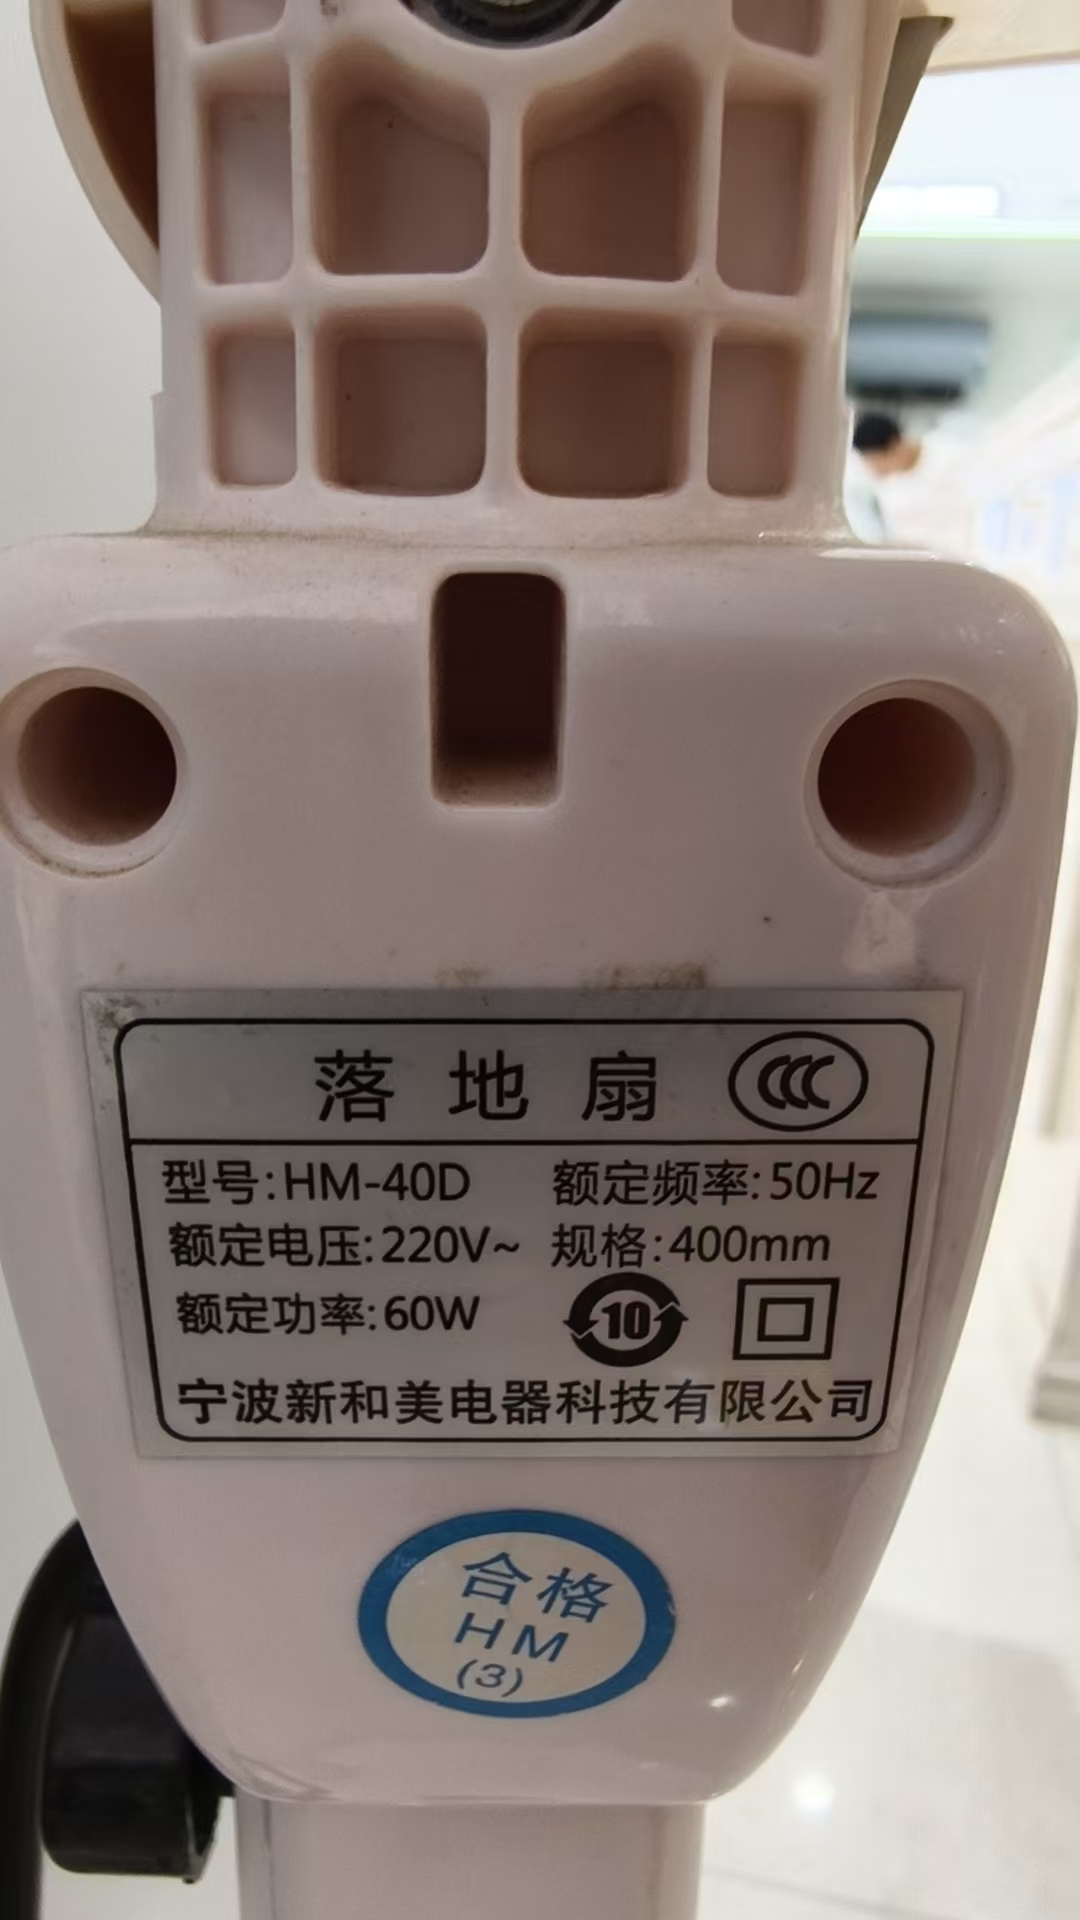 落地扇 CCC
型号:HM-40D 额定频率:50Hz
额定电压:220V~ 规格:400mm
额定功率:60W 10
宁波新和美电器科技有限公司
合格
HM
(3)